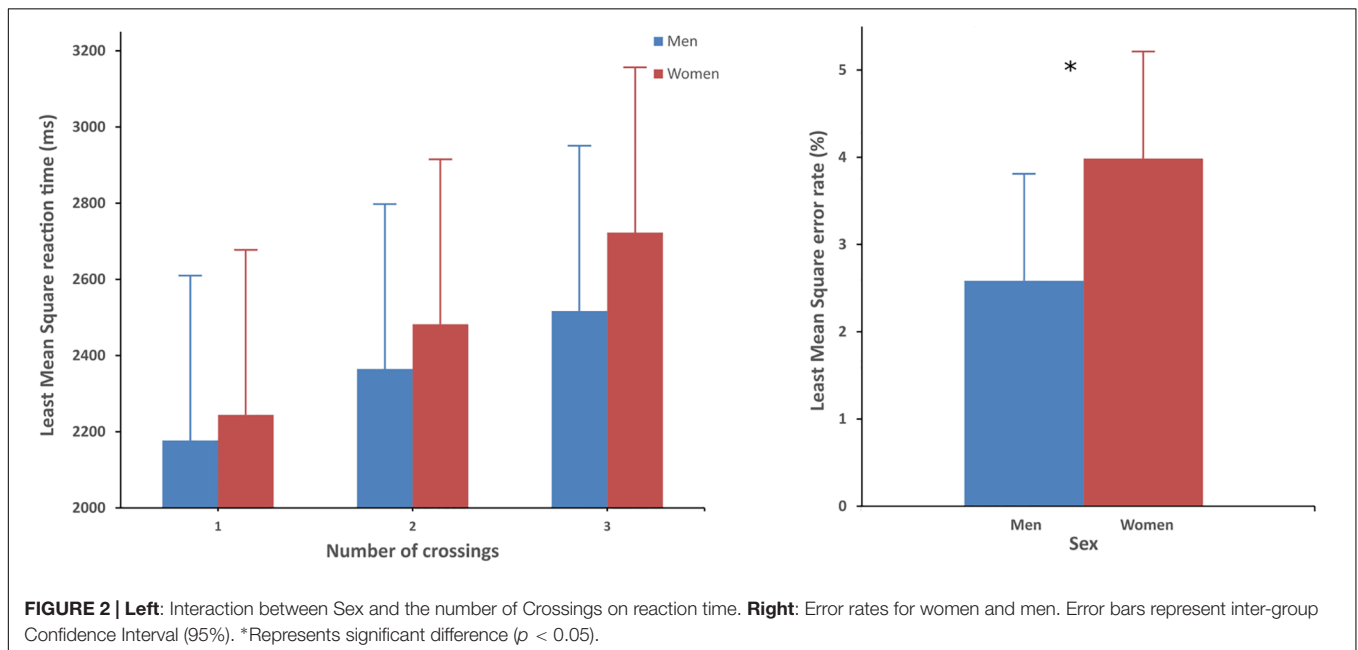 Least Mean Square reaction time (ms)
3200
3000
2800
2600
2400
2200
2000
Men
Women
1
2
3
Number of crossings
Least Mean Square error rate (%)
5
4
3
2
1
0
*
Men
Women
Sex
FIGURE 2 | Left: Interaction between Sex and the number of Crossings on reaction time. Right: Error rates for women and men. Error bars represent inter-group
Confidence Interval (95%). *Represents significant difference (p < 0.05).